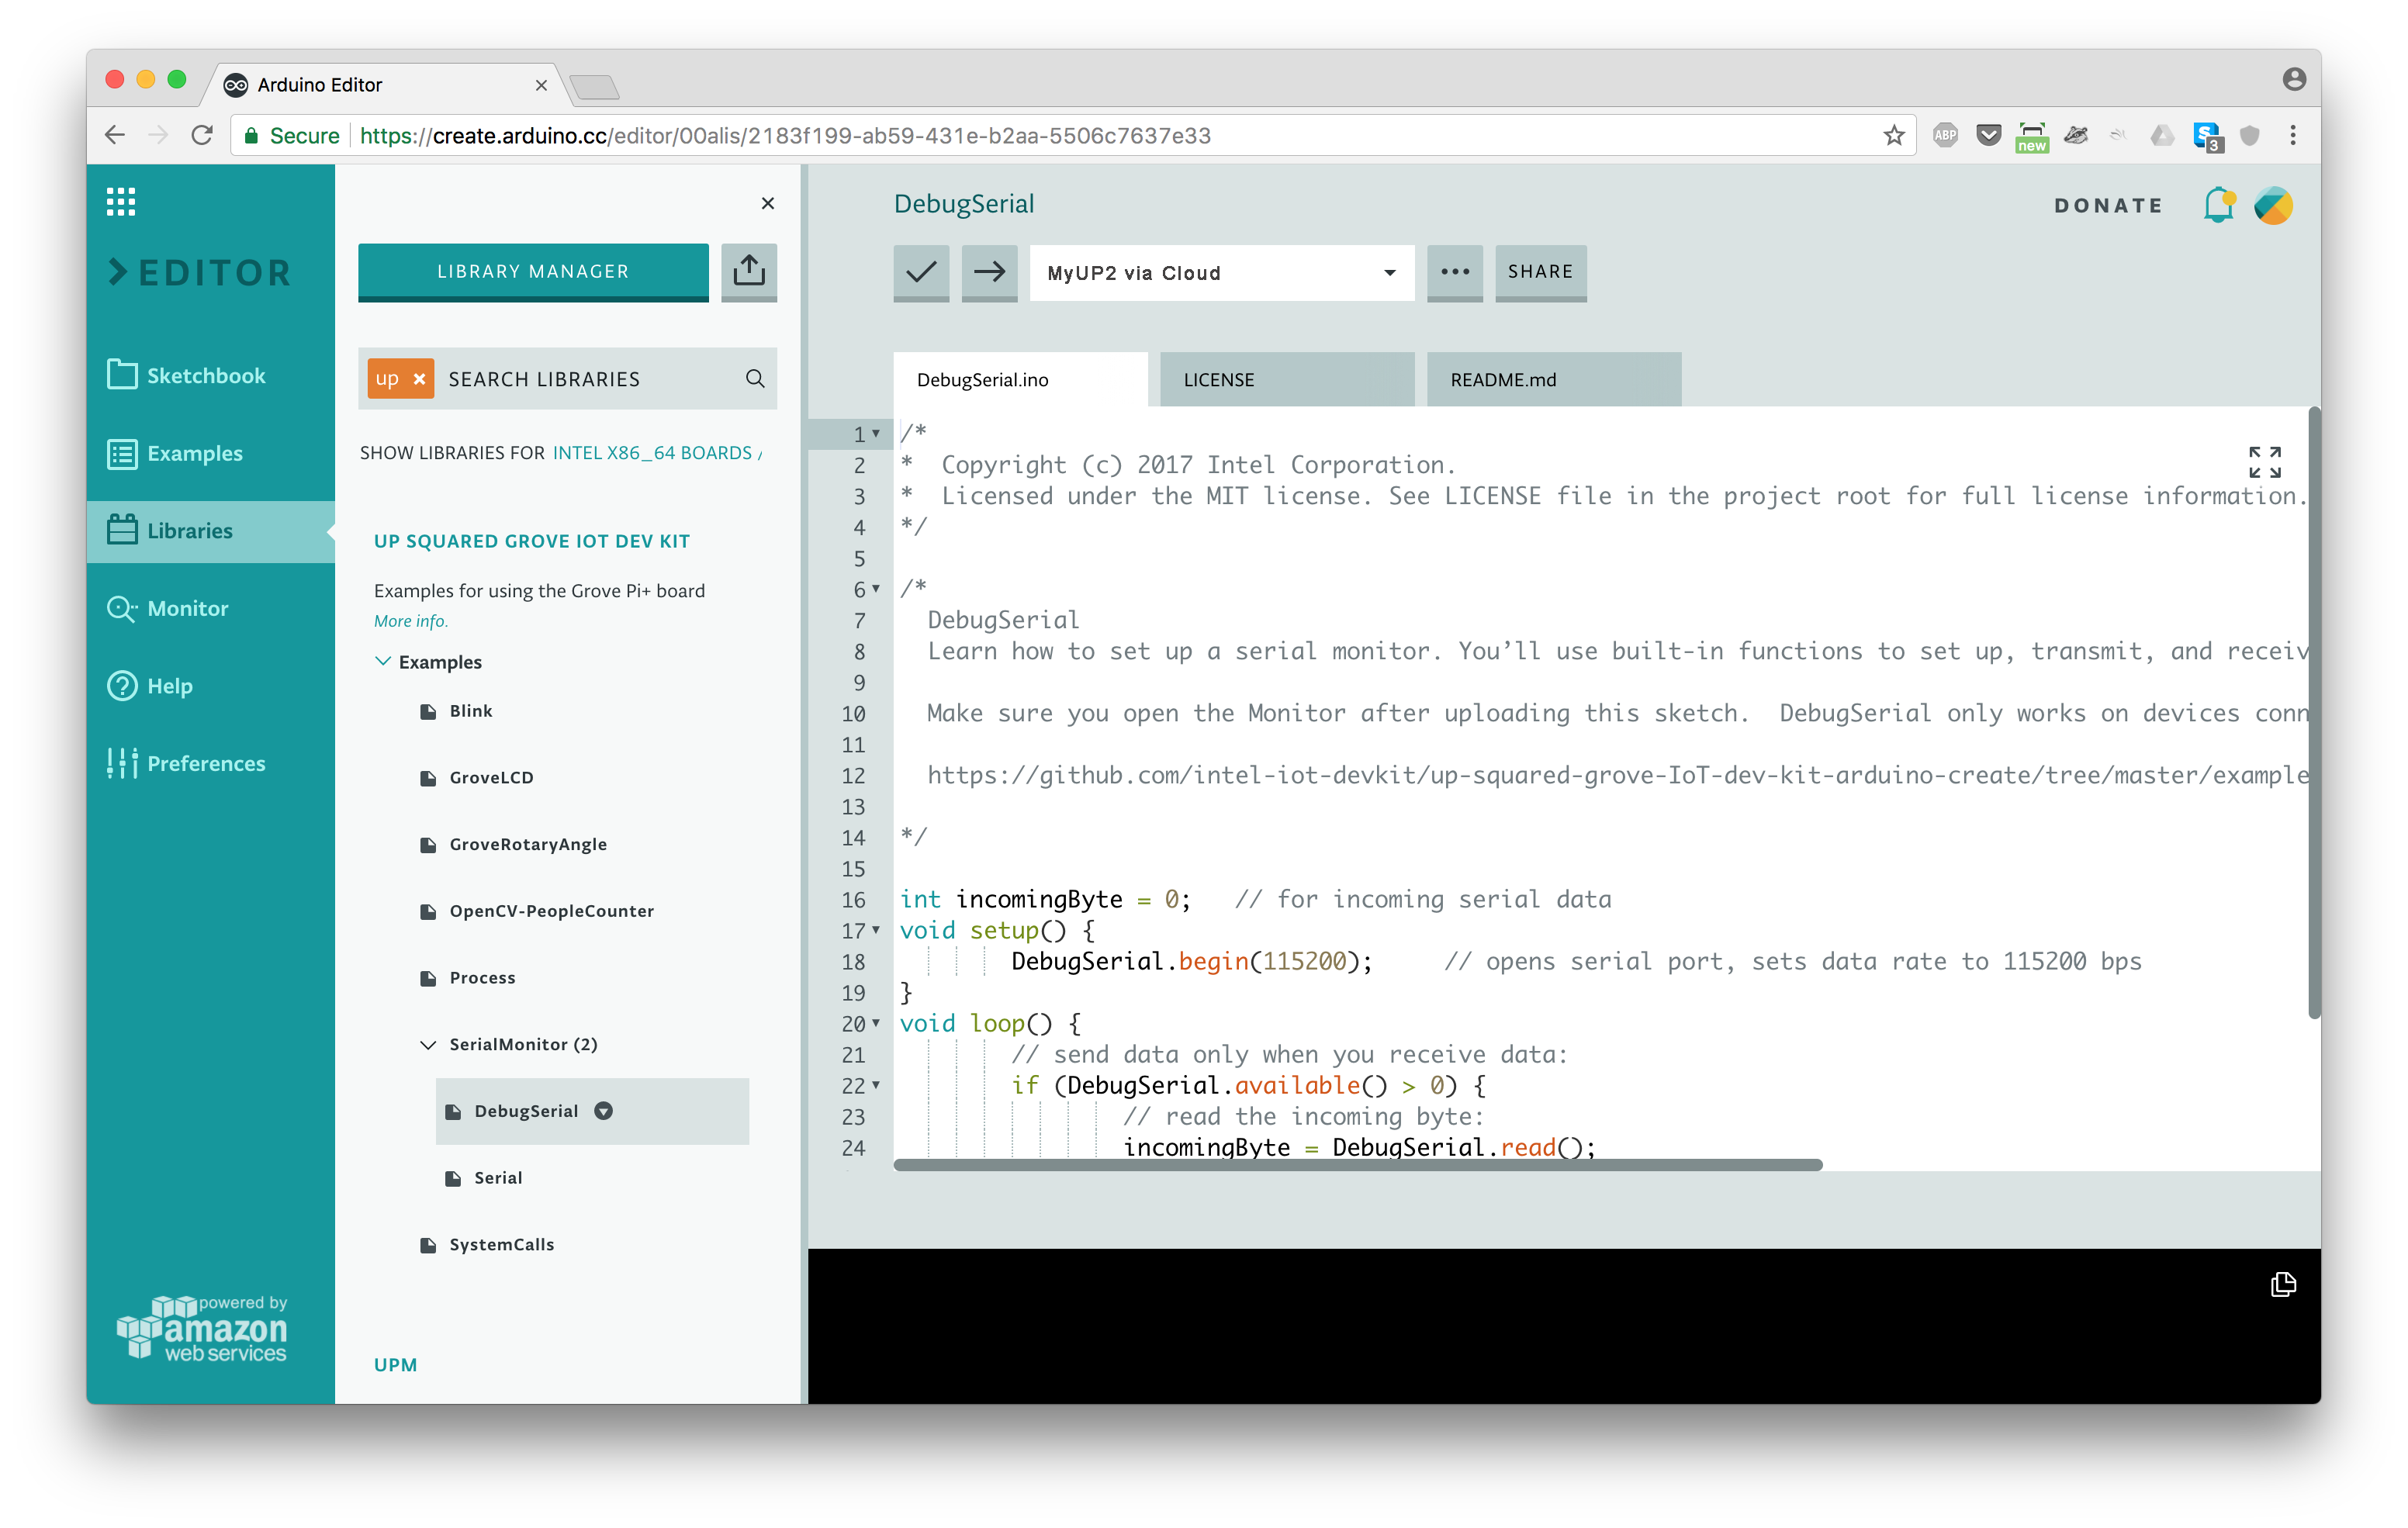 Arduino Editor
Secure https://create.arduino.cc/editor/00alis/2183f199-ab59-431e-b2aa-5506c7637e33
ABP
new
S
3
EDITOR
Sketchbook
Examples
Libraries
Monitor
Help
Preferences
powered by
amazon
web services
LIBRARY MANAGER
up × SEARCH LIBRARIES
SHOW LIBRARIES FOR INTEL X86_64 BOARDS /
UP SQUARED GROVE IOT DEV KIT
Examples for using the Grove Pi+ board
More info.
Examples
Blink
GroveLCD
GroveRotaryAngle
OpenCV-PeopleCounter
Process
SerialMonitor (2)
DebugSerial
Serial
SystemCalls
UPM
DebugSerial
DONATE
MyUP2 via Cloud
SHARE
DebugSerial.ino
LICENSE
README.md
1 /*
2 *  Copyright (c) 2017 Intel Corporation.
3 *  Licensed under the MIT license. See LICENSE file in the project root for full license information.
4 */
5
6 /*
7   DebugSerial
8   Learn how to set up a serial monitor. You’ll use built-in functions to set up, transmit, and receiv
9
10   Make sure you open the Monitor after uploading this sketch.  DebugSerial only works on devices conn
11
12   https://github.com/intel-iot-devkit/up-squared-grove-IoT-dev-kit-arduino-create/tree/master/example
13
14 */
15
16 int incomingByte = 0;   // for incoming serial data
17 void setup() {
18         DebugSerial.begin(115200);     // opens serial port, sets data rate to 115200 bps
19 }
20 void loop() {
21         // send data only when you receive data:
22         if (DebugSerial.available() > 0) {
23                 // read the incoming byte:
24                 incomingByte = DebugSerial.read();